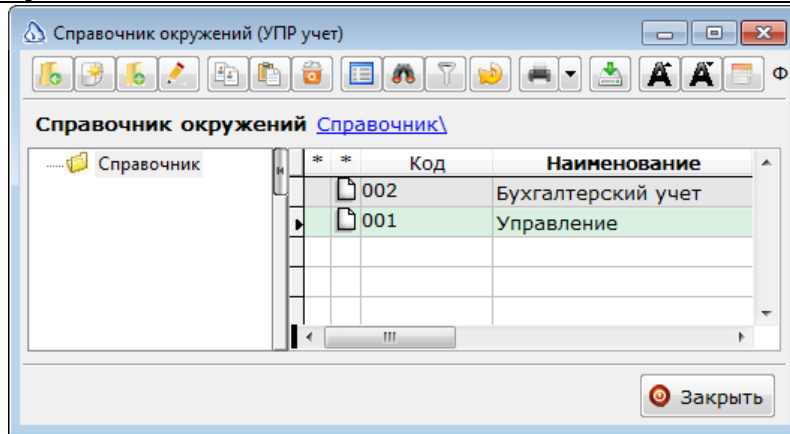 Справочник окружений (УПР учет)
Ф
Справочник окружений Справочник\
Справочник
* * Код Наименование
002 Бухгалтерский учет
001 Управление
Закрыть